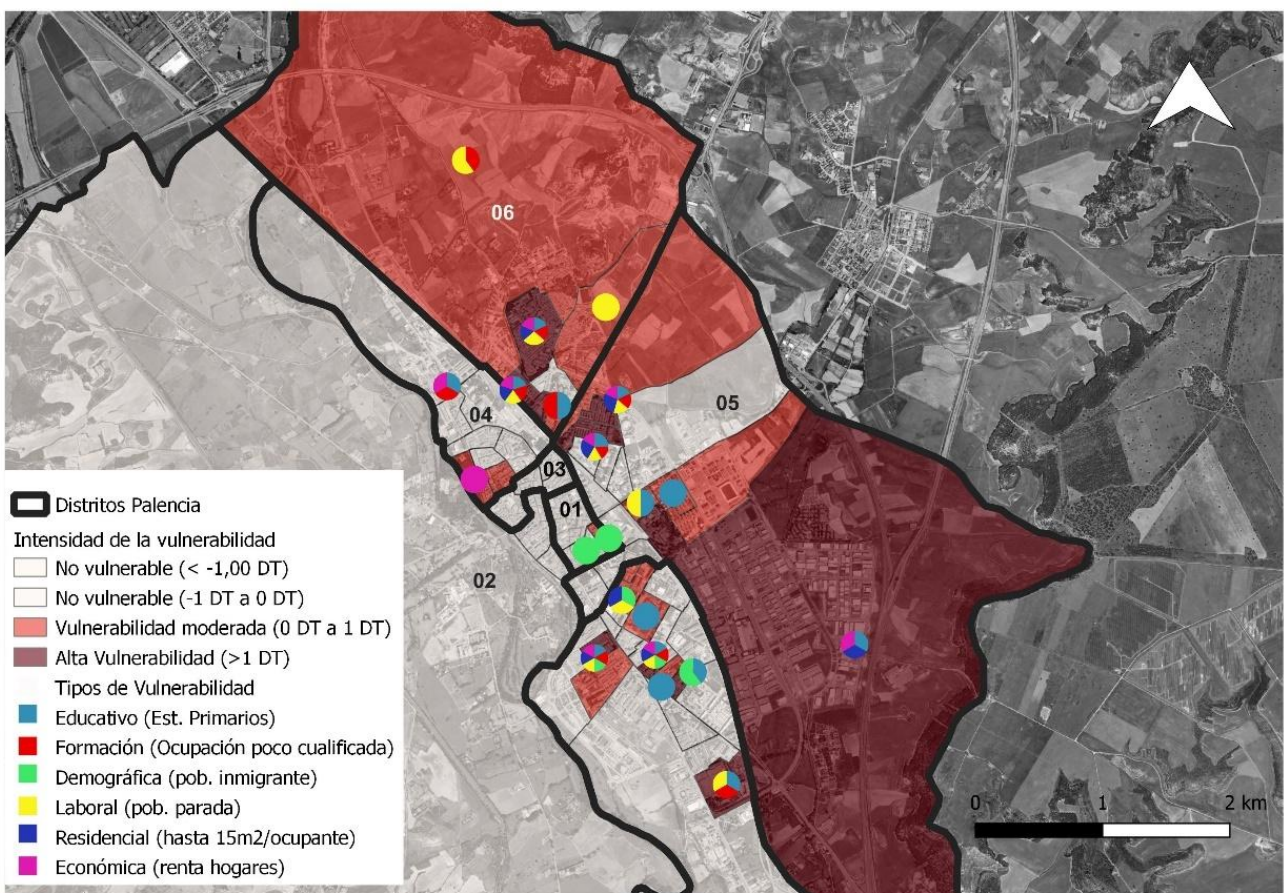 06
05
04
03
01
02
Distritos Palencia
Intensidad de la vulnerabilidad
No vulnerable (< -1,00 DT)
No vulnerable (-1 DT a 0 DT)
Vulnerabilidad moderada (0 DT a 1 DT)
Alta Vulnerabilidad (>1 DT)
Tipos de Vulnerabilidad
Educativo (Est. Primarios)
Formación (Ocupación poco cualificada)
Demográfica (pob. inmigrante)
Laboral (pob. parada)
Residencial (hasta 15m2/ocupante)
Económica (renta hogares)
0 1 2 km